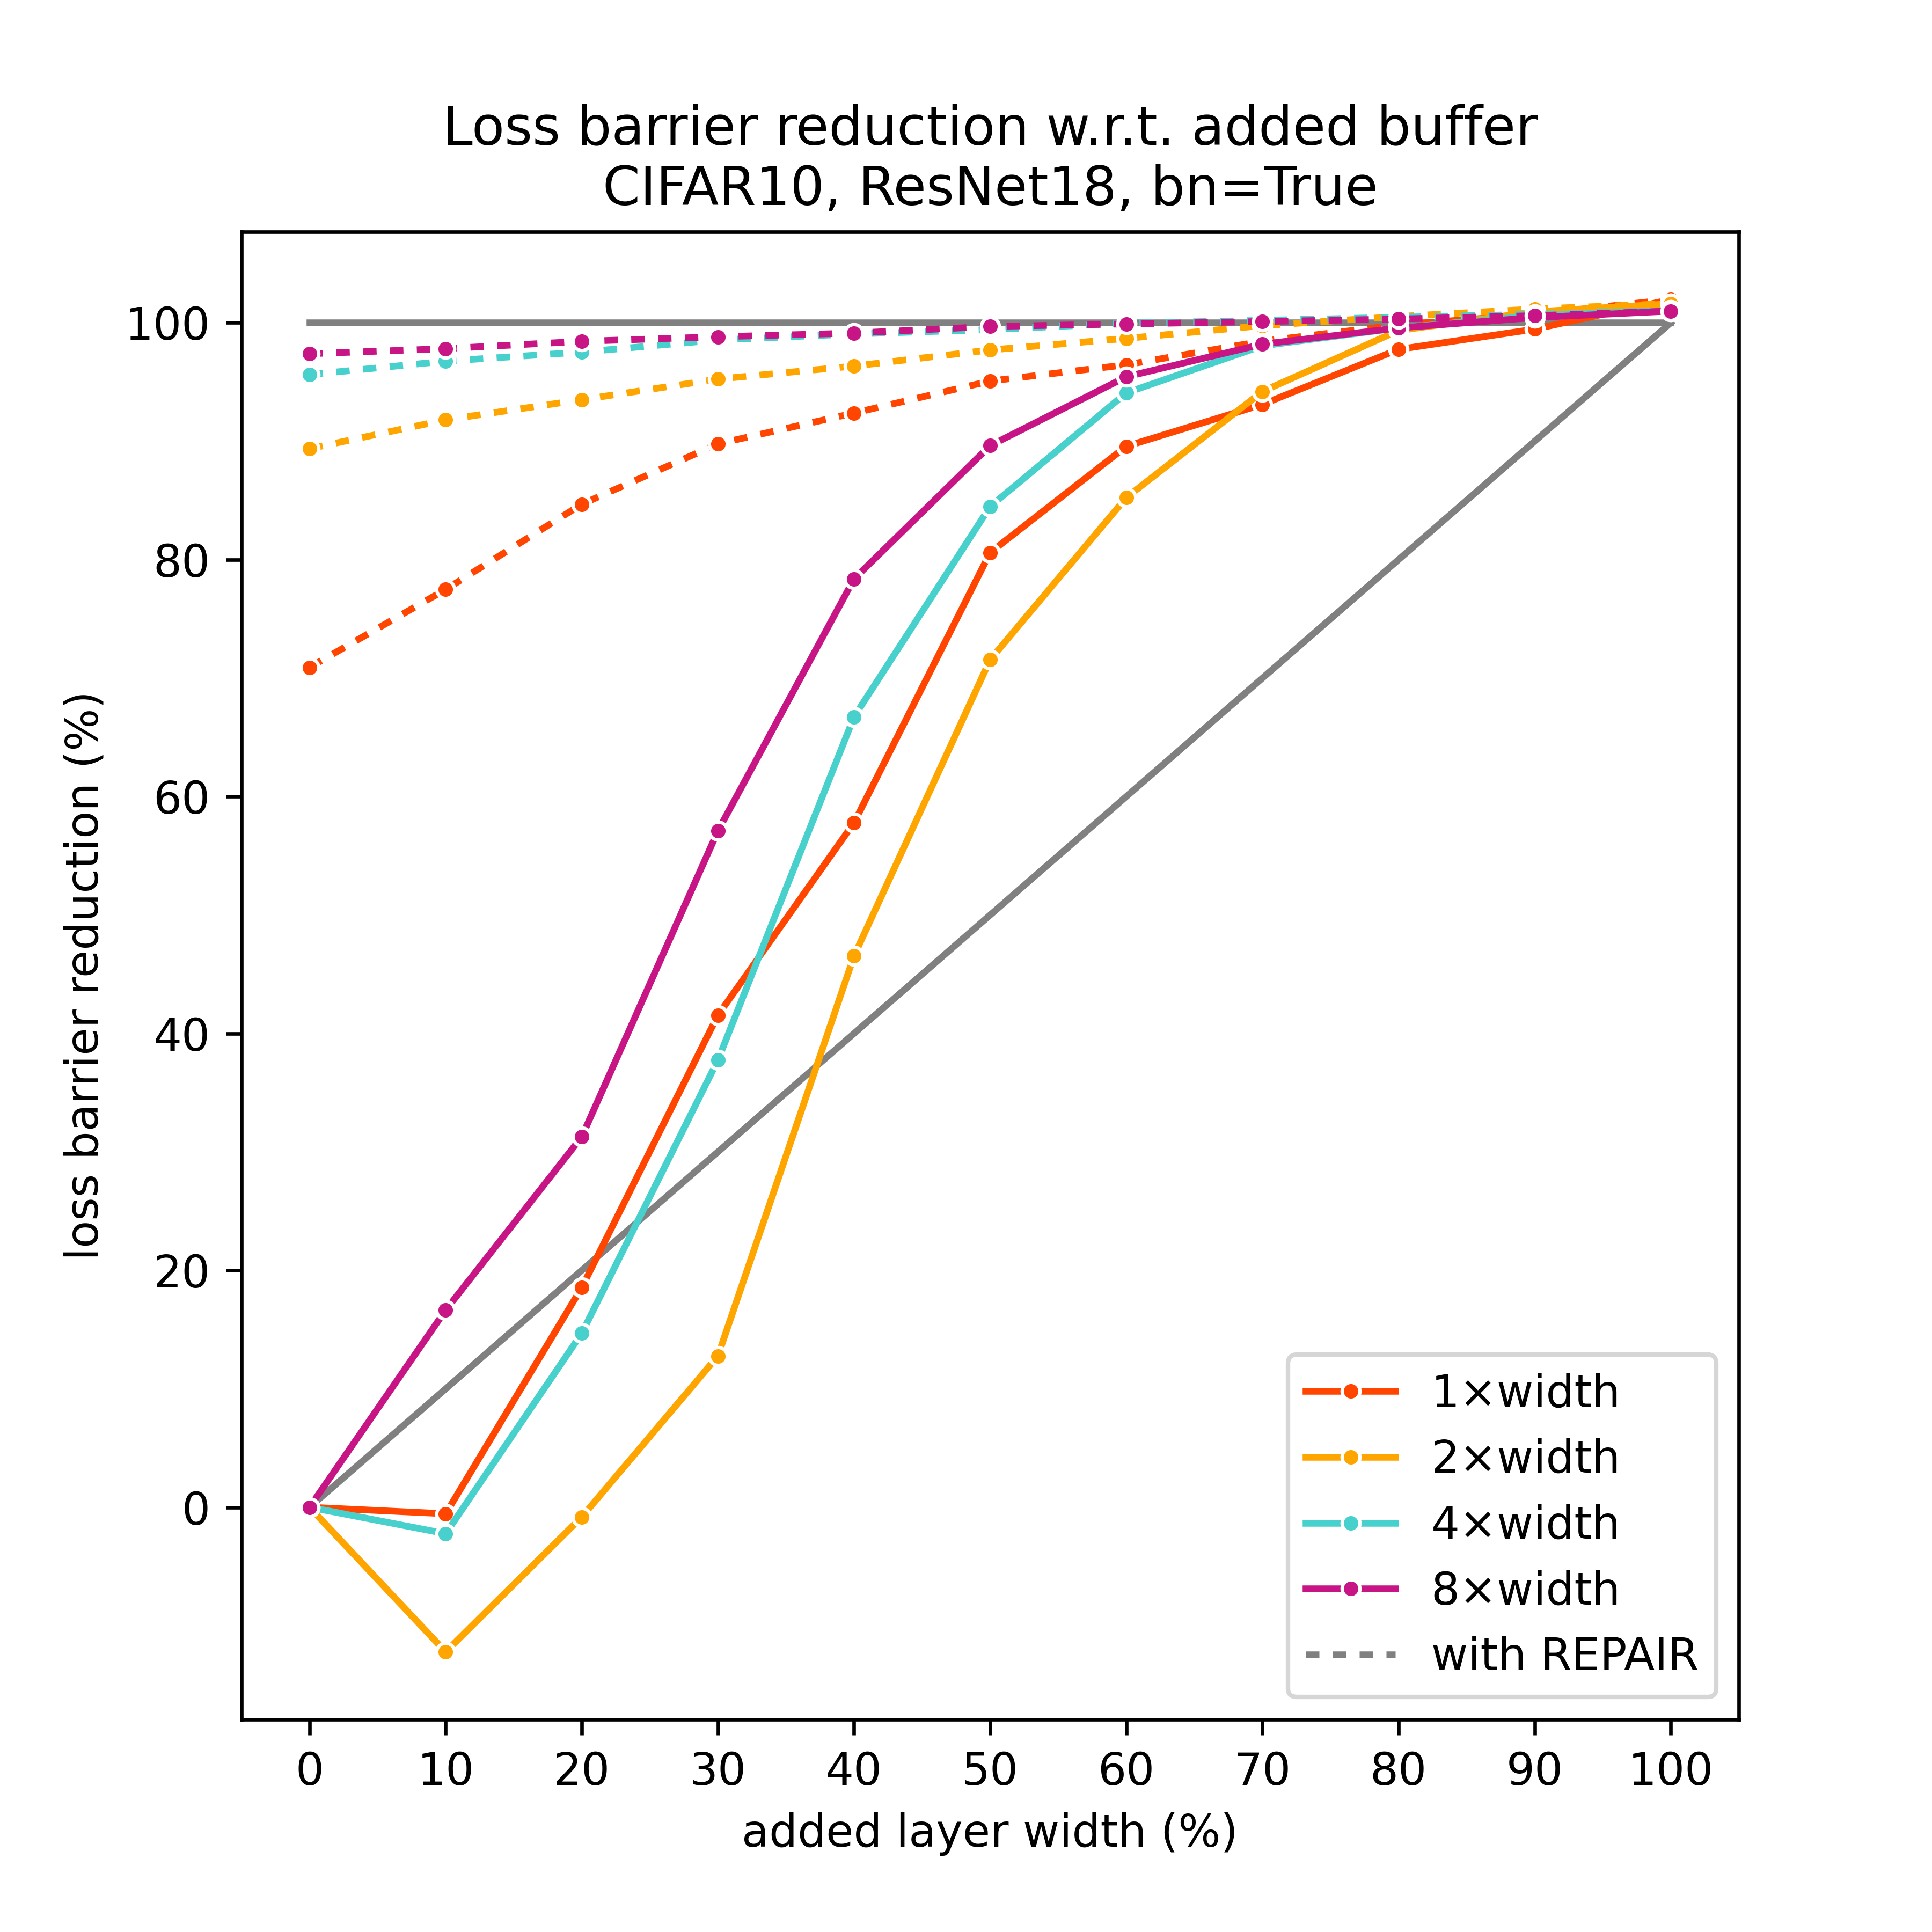 Loss barrier reduction w.r.t. added buffer
CIFAR10, ResNet18, bn=True
loss barrier reduction (%)
100
80
60
40
20
0
0 10 20 30 40 50 60 70 80 90 100
added layer width (%)
1×width
2×width
4×width
8×width
with REPAIR